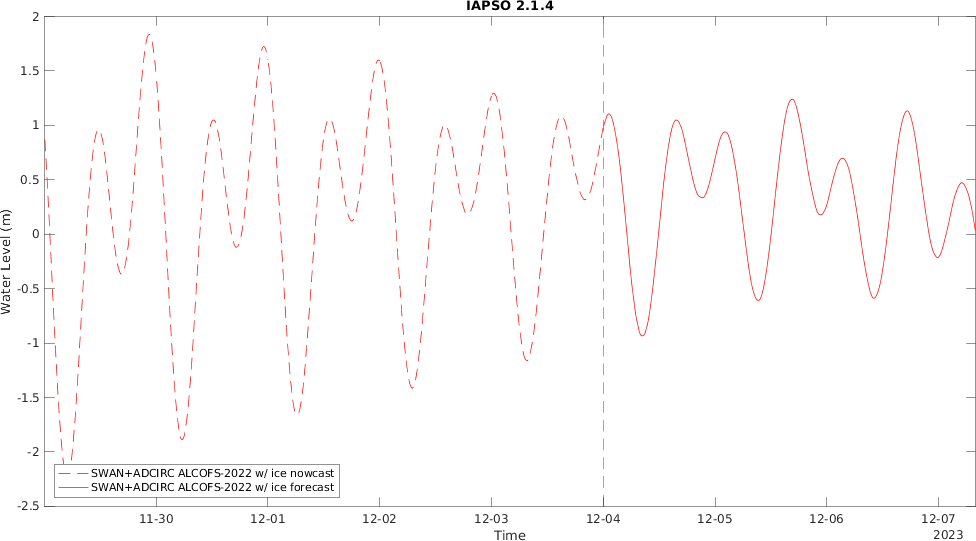 IAPSO 2.1.4
2
1.5
1
0.5
0
-0.5
-1
-1.5
-2
-2.5
Water Level (m)
SWAN+ADCIRC ALCOFS-2022 w/ ice nowcast
SWAN+ADCIRC ALCOFS-2022 w/ ice forecast
11-30 12-01 12-02 12-03 12-04 12-05 12-06 12-07
Time
2023